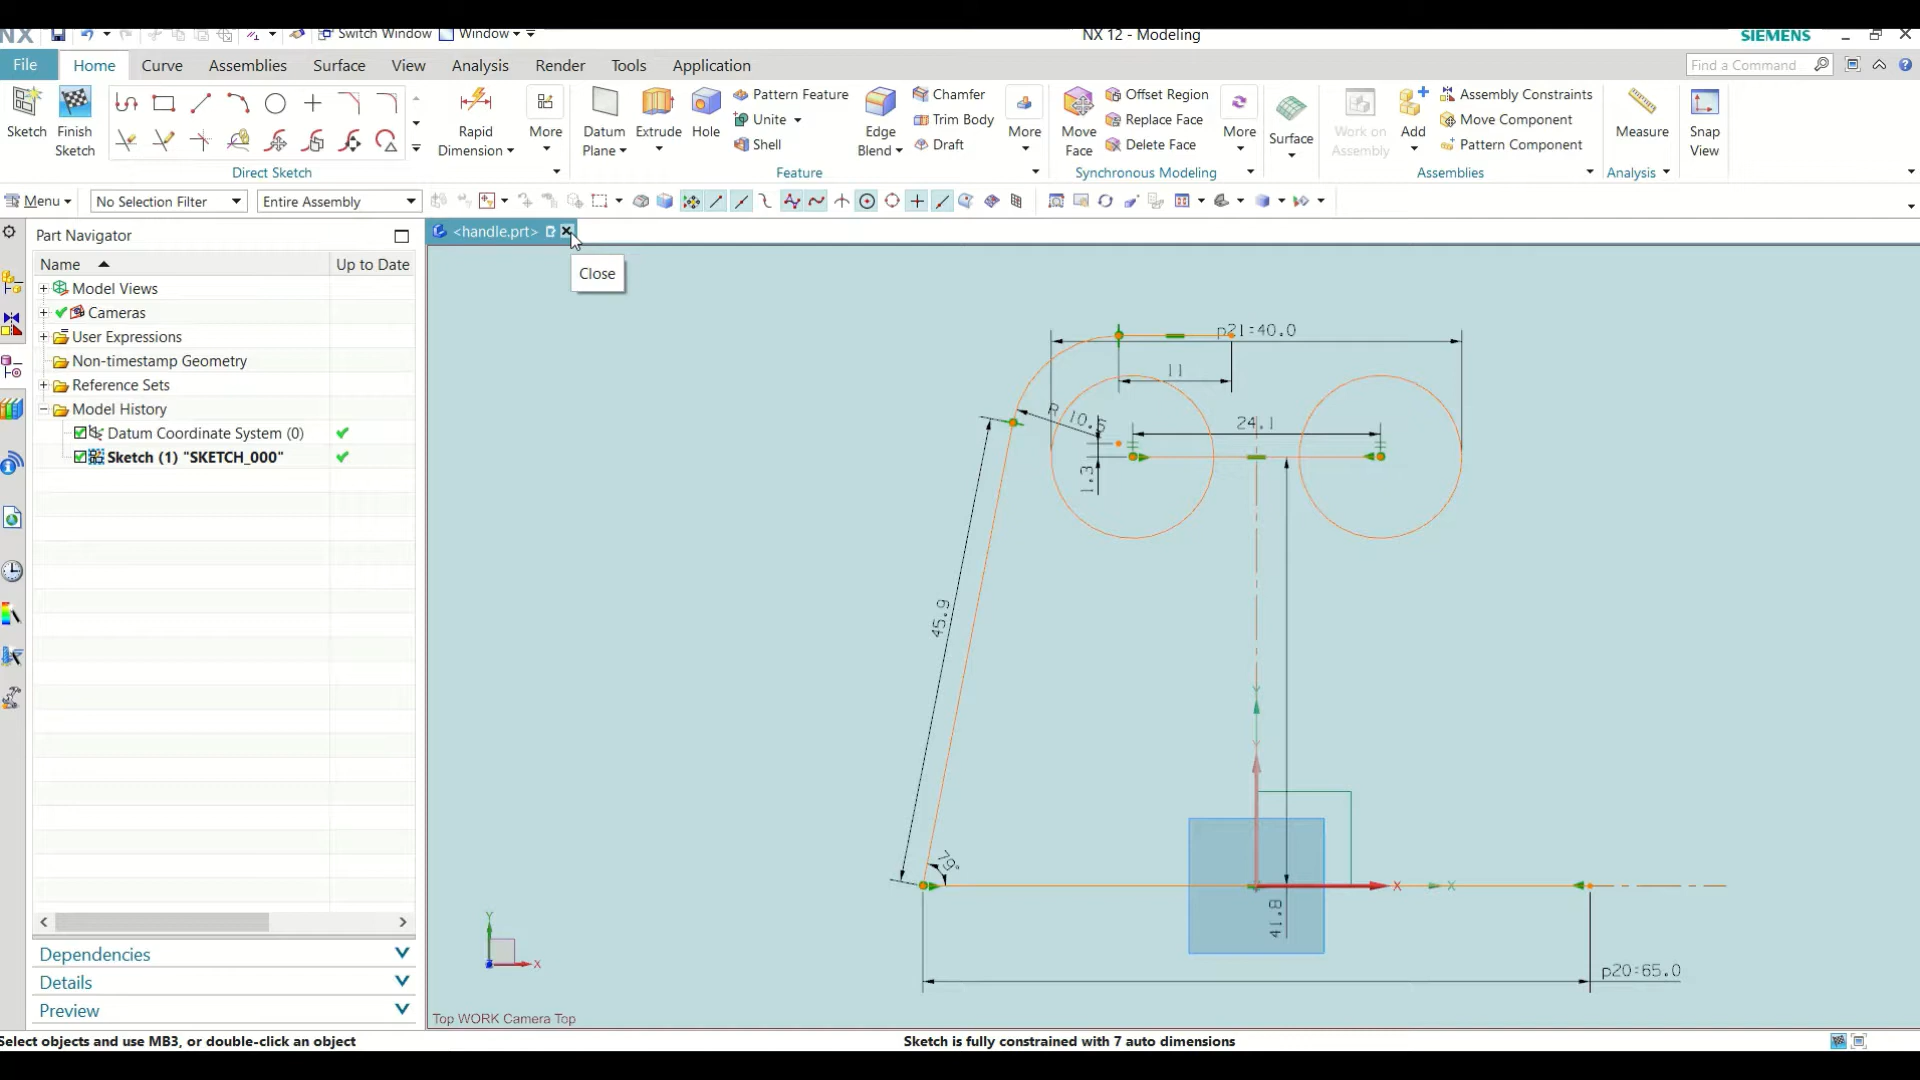 NX
Switch Window
Window
NX 12 - Modeling
SIEMENS
File
Home
Curve
Assemblies
Surface
View
Analysis
Render
Tools
Application
Find a Command
Sketch
Finish
Sketch
Direct Sketch
Rapid
Dimension
More
Datum
Plane
Extrude
Hole
Pattern Feature
Unite
Shell
Edge
Blend
Chamfer
Trim Body
Draft
More
Feature
Move
Face
Offset Region
Replace Face
Delete Face
More
Synchronous Modeling
Surface
Work on
Assembly
Add
Assembly Constraints
Move Component
Pattern Component
Assemblies
Measure
Analysis
Snap
View
Menu
No Selection Filter
Entire Assembly
Part Navigator
<handle.prt>
Close
Name
Up to Date
Model Views
Cameras
User Expressions
Non-timestamp Geometry
Reference Sets
Model History
Datum Coordinate System (0)
Sketch (1) "SKETCH_000"
p21:40.0
11
R 10.5
24.1
1.3
45.9
79°
Y
Y
X
X
41.8
p20:65.0
Y
X
Dependencies
Details
Preview
Top WORK Camera Top
Select objects and use MB3, or double-click an object
Sketch is fully constrained with 7 auto dimensions